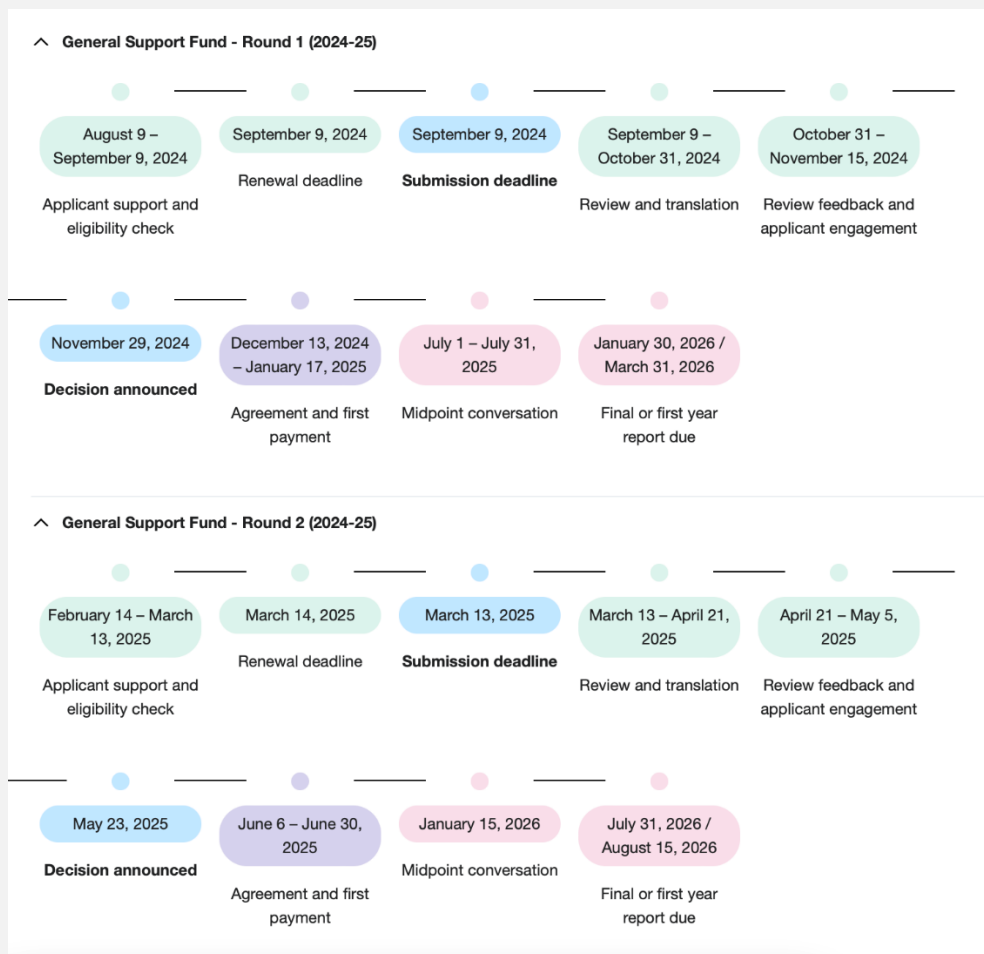 General Support Fund - Round 1 (2024-25)
August 9 –
September 9, 2024
Applicant support and
eligibility check
September 9, 2024
Renewal deadline
September 9, 2024
Submission deadline
September 9 –
October 31, 2024
Review and translation
October 31 –
November 15, 2024
Review feedback and
applicant engagement
November 29, 2024
Decision announced
December 13, 2024
– January 17, 2025
Agreement and first
payment
July 1 – July 31,
2025
Midpoint conversation
January 30, 2026 /
March 31, 2026
Final or first year
report due
General Support Fund - Round 2 (2024-25)
February 14 – March
13, 2025
Applicant support and
eligibility check
March 14, 2025
Renewal deadline
March 13, 2025
Submission deadline
March 13 – April 21,
2025
Review and translation
April 21 – May 5,
2025
Review feedback and
applicant engagement
May 23, 2025
Decision announced
June 6 – June 30,
2025
Agreement and first
payment
January 15, 2026
Midpoint conversation
July 31, 2026 /
August 15, 2026
Final or first year
report due